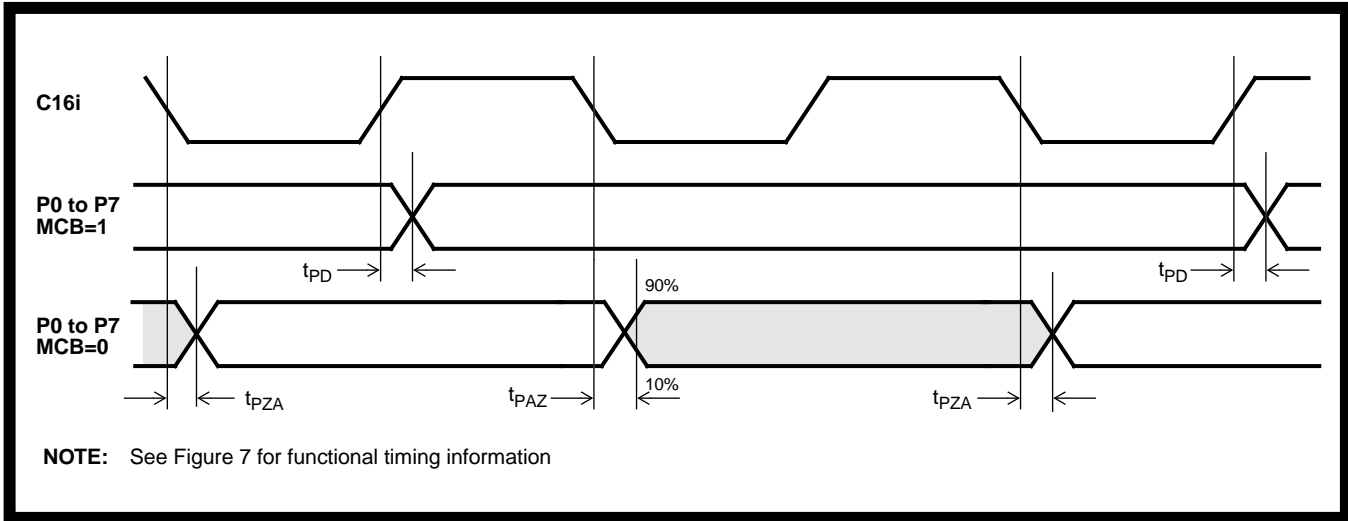 C16i
P0 to P7
MCB=1
tPD
tPD
90%
P0 to P7
MCB=0
10%
tPZA
tPAZ
tPZA
NOTE: See Figure 7 for functional timing information